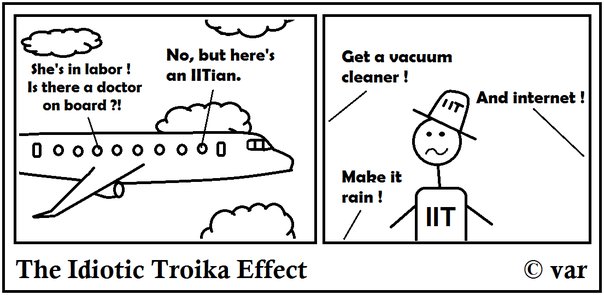 She's in labor !
Is there a doctor
on board ?!
No, but here's
an IITian.
Get a vacuum
cleaner !
IIT
And internet !
Make it
rain !
IIT
The Idiotic Troika Effect
© var